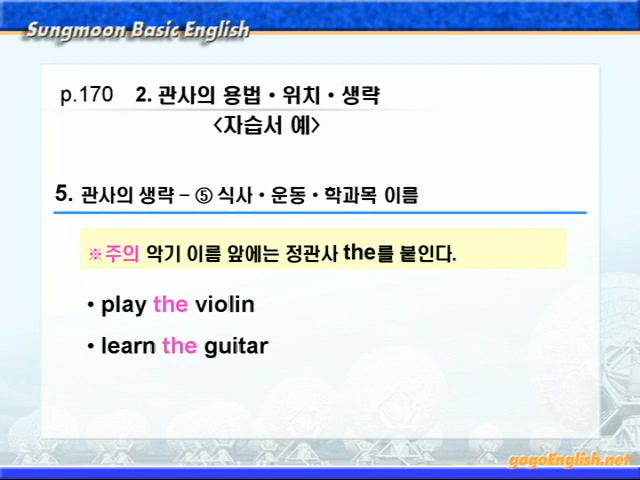 Sungmoon Basic English
p.170 2. 관사의 용법 • 위치 • 생략
<자습서 예>
5. 관사의 생략 – ⑤ 식사 • 운동 • 학과목 이름
※주의 악기 이름 앞에는 정관사 the를 붙인다.
• play the violin
• learn the guitar
gogoEnglish.net